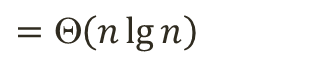 = Θ(n lg n)